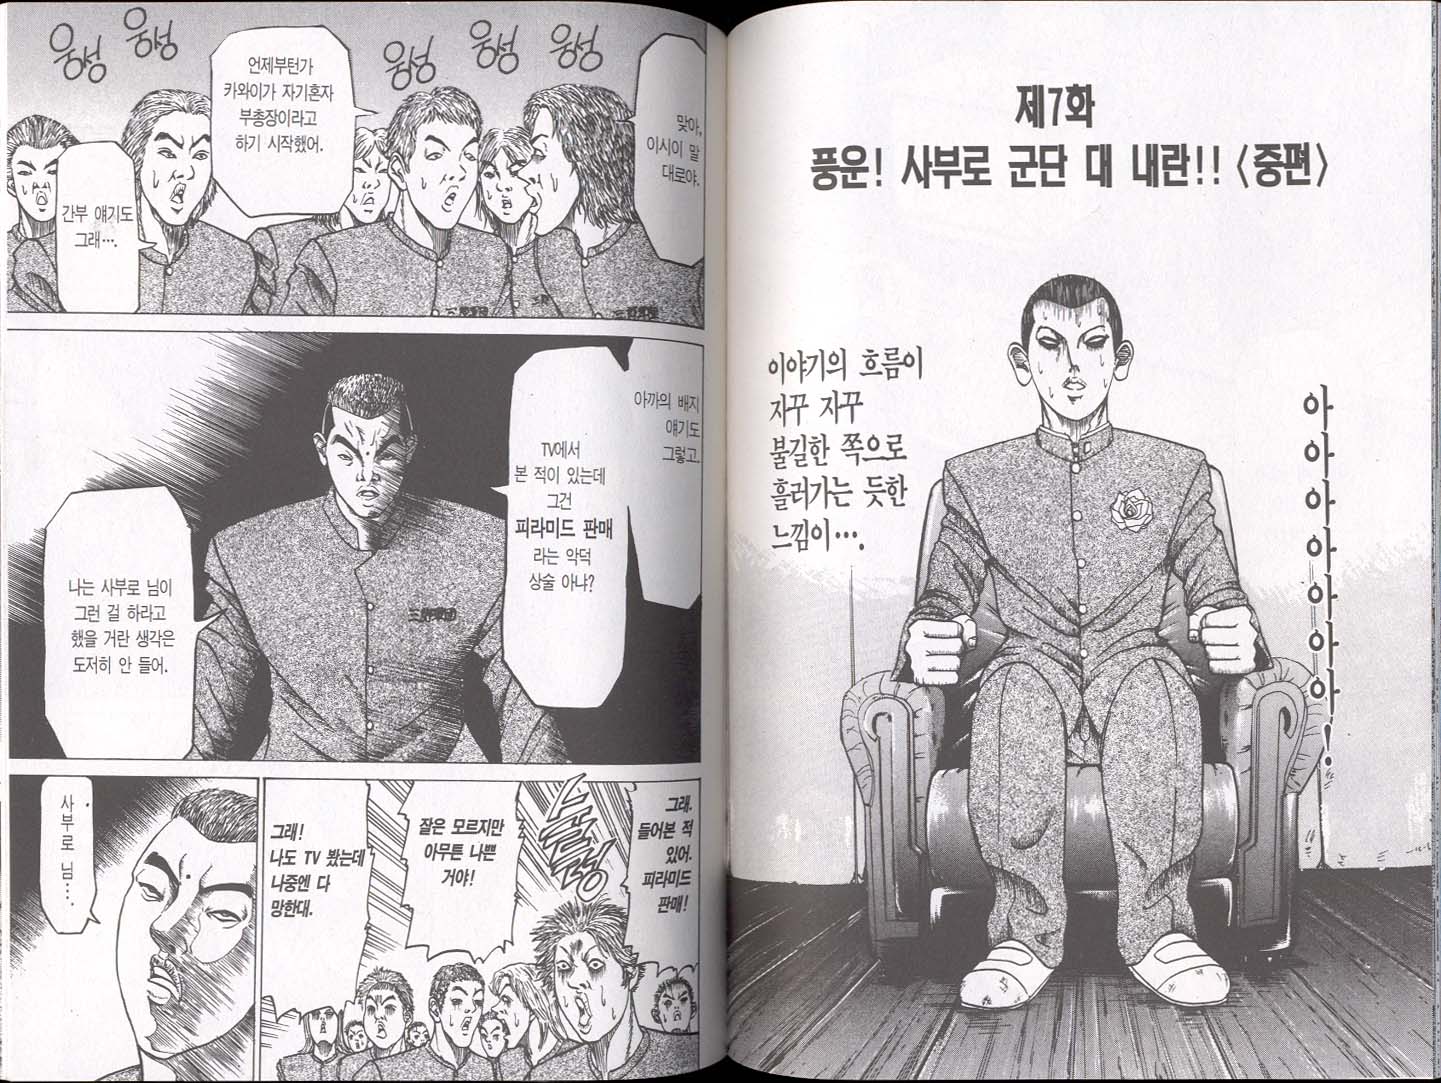 제7화
풍운! 사부로 군단 대 내란!!〈중편〉
이야기의 흐름이
자꾸 자꾸
불길한 쪽으로
흘러가는 듯한
느낌이….
아아아아아아아!
맞아,
이시이 말
대로야.
언제부턴가
카와이가 자기혼자
부총장이라고
하기 시작했어.
간부 얘기도
그래….
웅성
웅성
웅성
웅성
웅성
아까의 배지
얘기도
그렇고.
TV에서
본 적이 있는데
그건
피라미드 판매
라는 악덕
상술 아냐?
나는 사부로 님이
그런 걸 하라고
했을 거란 생각은
도저히 안 들어.
그래.
들어본 적
있어.
피라미드
판매!
잘은 모르지만
아무튼 나쁜
거야!
그래!
나도 TV 봤는데
나중엔 다
망한대.
사부로 님….